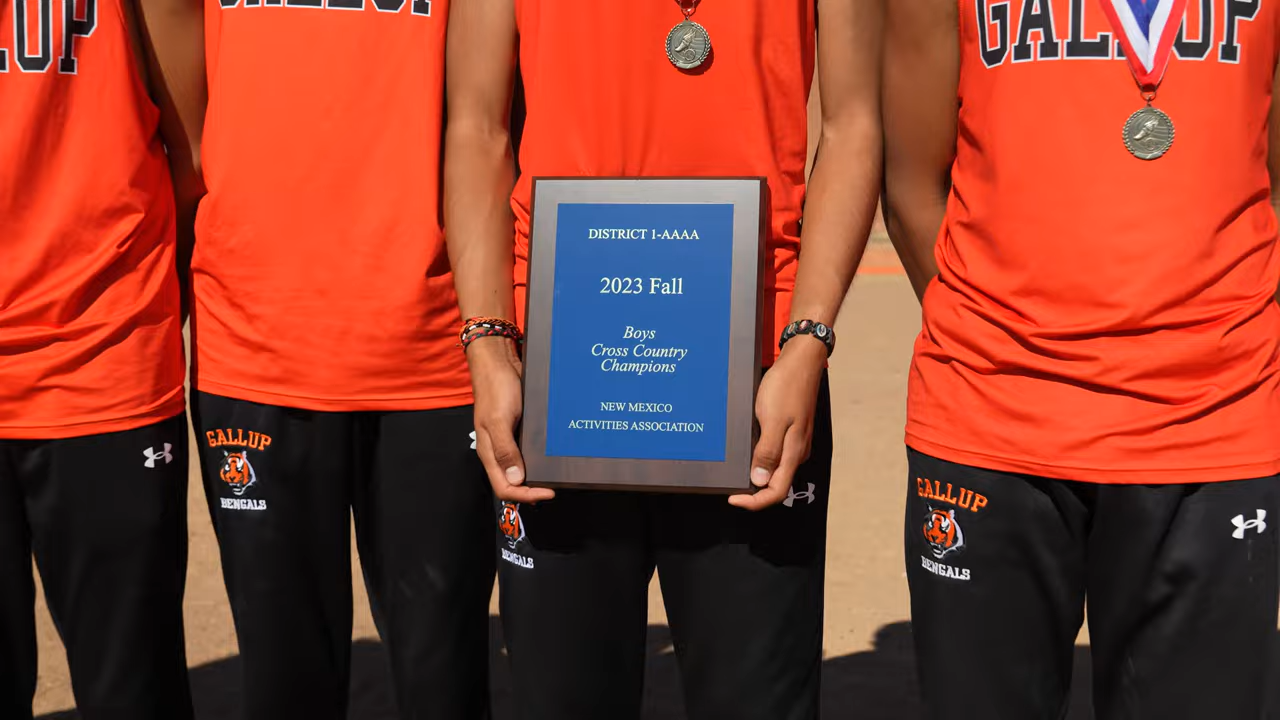 GALLUP
GALLUP
DISTRICT 1-AAAA
2023 Fall
Boys
Cross Country
Champions
NEW MEXICO
ACTIVITIES ASSOCIATION
GALLUP
BENGALS
BENGALS
GALLUP
BENGALS